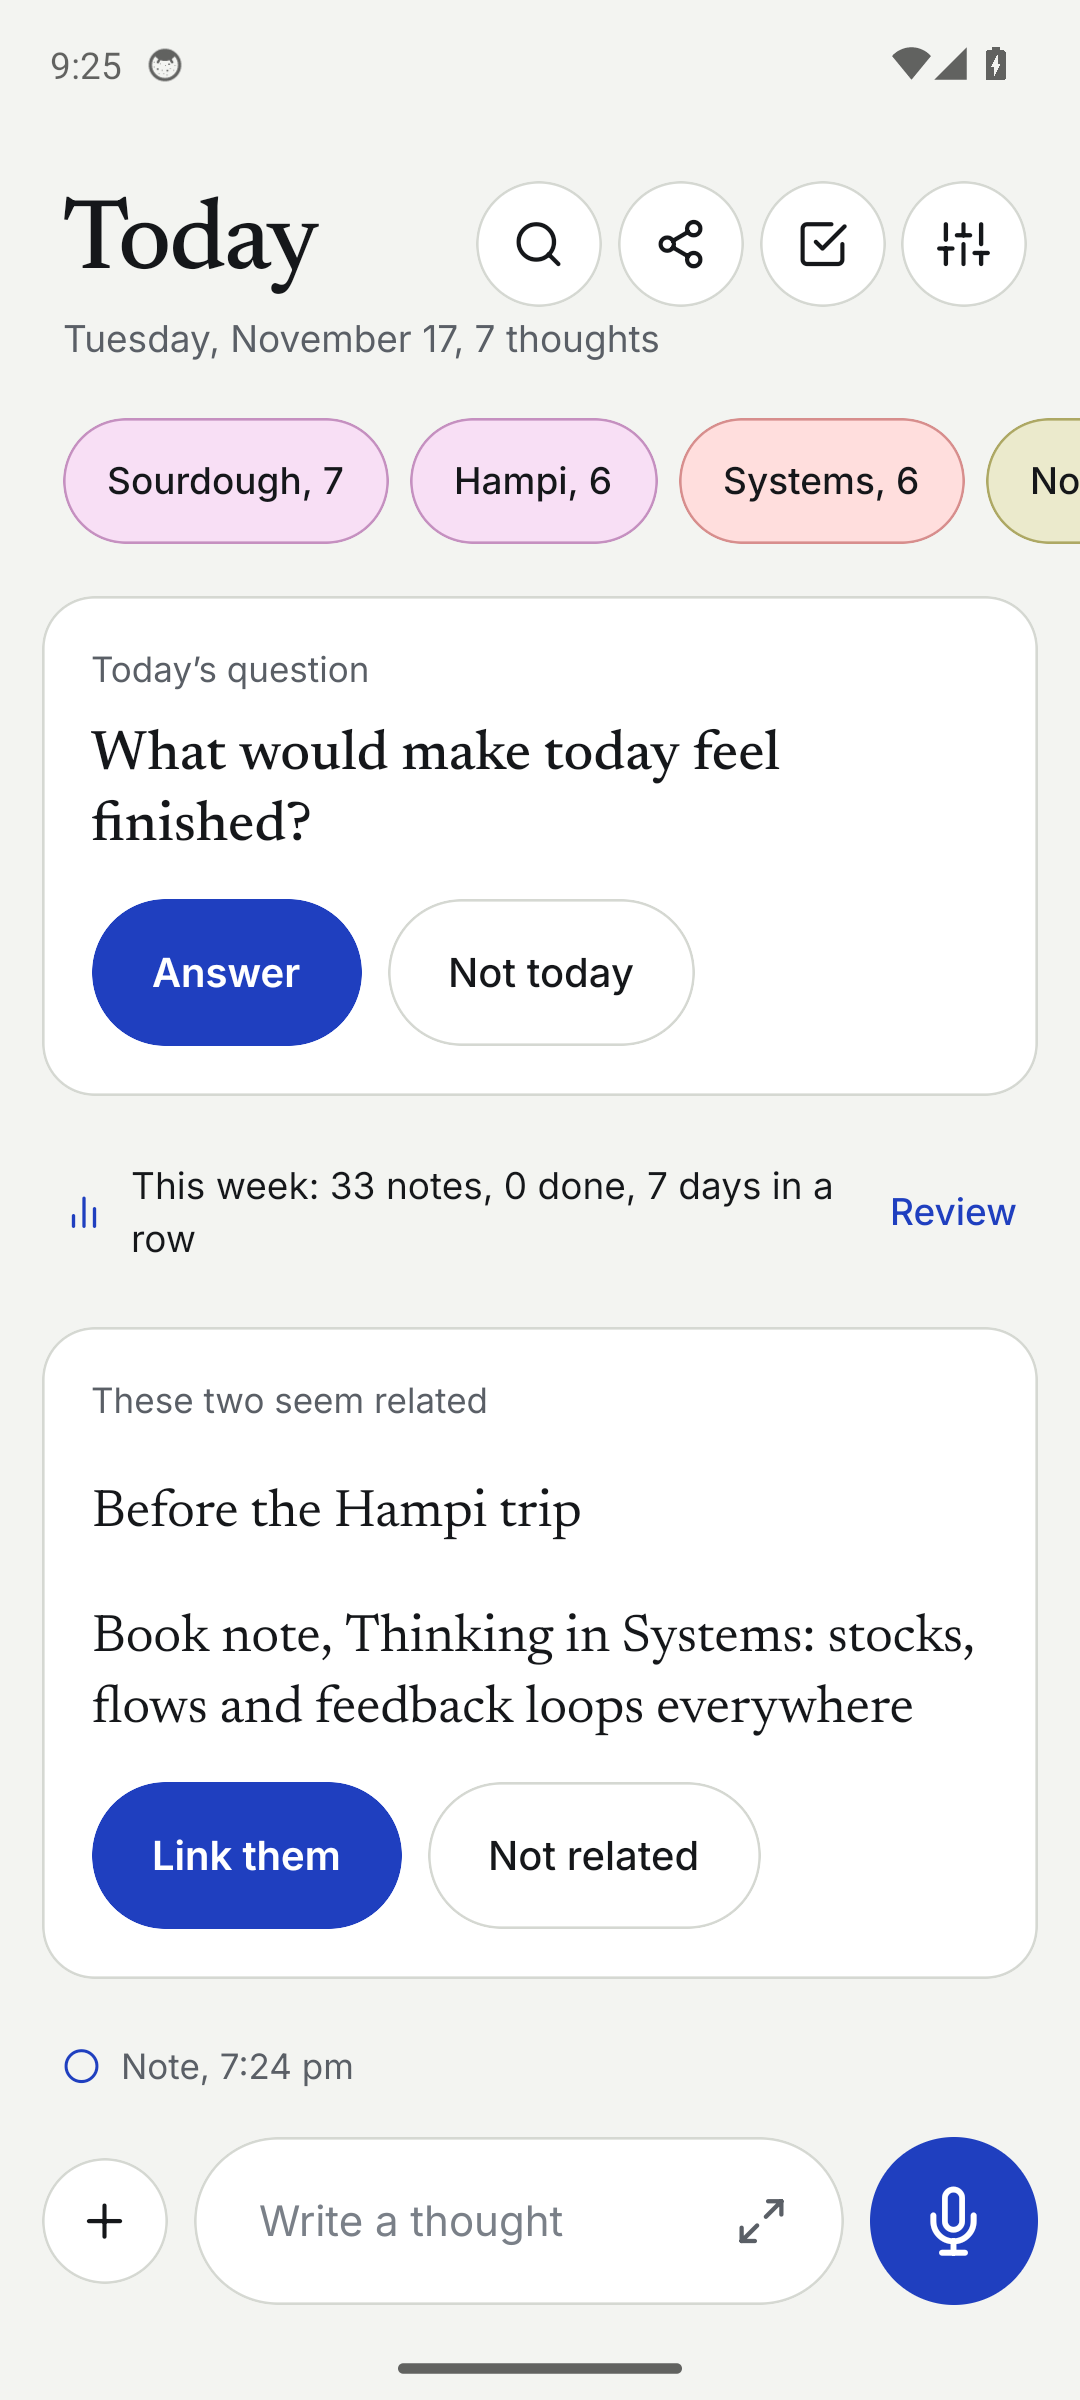 9:25
Today
Tuesday, November 17, 7 thoughts
Sourdough, 7
Hampi, 6
Systems, 6
No
Today’s question
What would make today feel
finished?
Answer
Not today
This week: 33 notes, 0 done, 7 days in a
row
Review
These two seem related
Before the Hampi trip
Book note, Thinking in Systems: stocks,
flows and feedback loops everywhere
Link them
Not related
Note, 7:24 pm
Write a thought